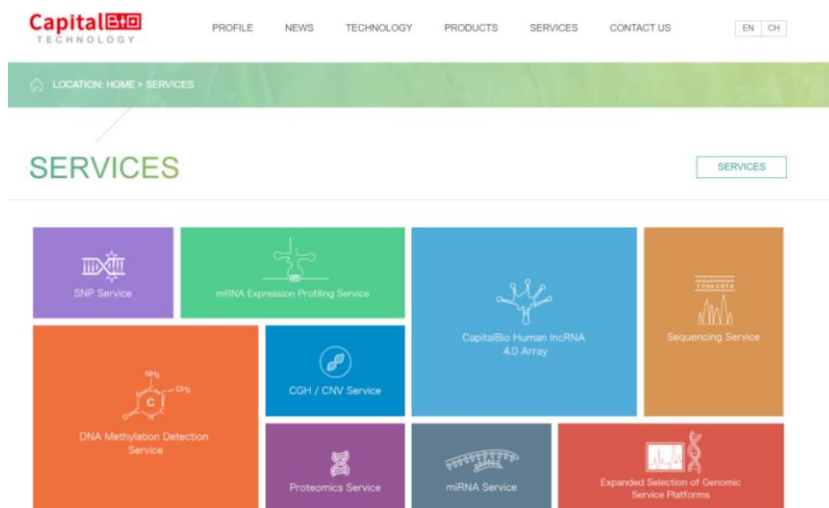 CapitalBIO
TECHNOLOGY
PROFILE NEWS TECHNOLOGY PRODUCTS SERVICES CONTACT US EN CH
LOCATION: HOME > SERVICES
SERVICES
SERVICES
SNP Service
mRNA Expression Profiling Service
CapitalBio Human lncRNA
4.0 Array
Sequencing Service
NH₂
CH₃
C
N
O
N
DNA Methylation Detection
Service
CGH / CNV Service
Proteomics Service
miRNA Service
Expanded Selection of Genomic
Service Platforms